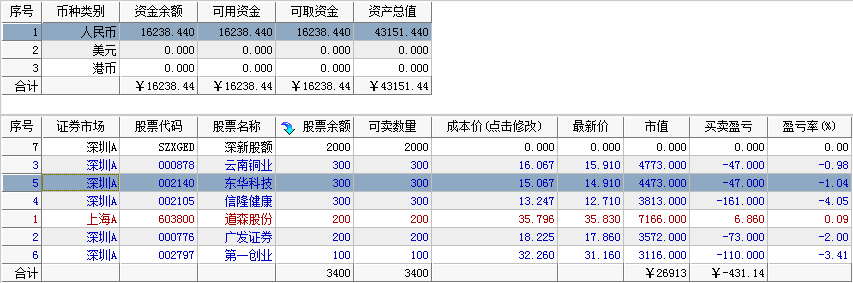 序号 币种类别 资金余额 可用资金 可取资金 资产总值
1 人民币 16238.440 16238.440 16238.440 43151.440
2 美元 0.000 0.000 0.000 0.000
3 港币 0.000 0.000 0.000 0.000
合计 ￥16238.44 ￥16238.44 ￥16238.44 ￥43151.44
序号 证券市场 股票代码 股票名称 股票余额 可卖数量 成本价(点击修改) 最新价 市值 买卖盈亏 盈亏率(%)
7 深圳A SZXGED 深新股额 2000 2000 0.000 0.000 0.000 0.000 0.00
3 深圳A 000878 云南铜业 300 300 16.067 15.910 4773.000 -47.000 -0.98
5 深圳A 002140 东华科技 300 300 15.067 14.910 4473.000 -47.000 -1.04
4 深圳A 002105 信隆健康 300 300 13.247 12.710 3813.000 -161.000 -4.05
1 上海A 603800 道森股份 200 200 35.796 35.830 7166.000 6.860 0.09
2 深圳A 000776 广发证券 200 200 18.225 17.860 3572.000 -73.000 -2.00
6 深圳A 002797 第一创业 100 100 32.260 31.160 3116.000 -110.000 -3.41
合计 3400 3400 ￥26913 ￥-431.14